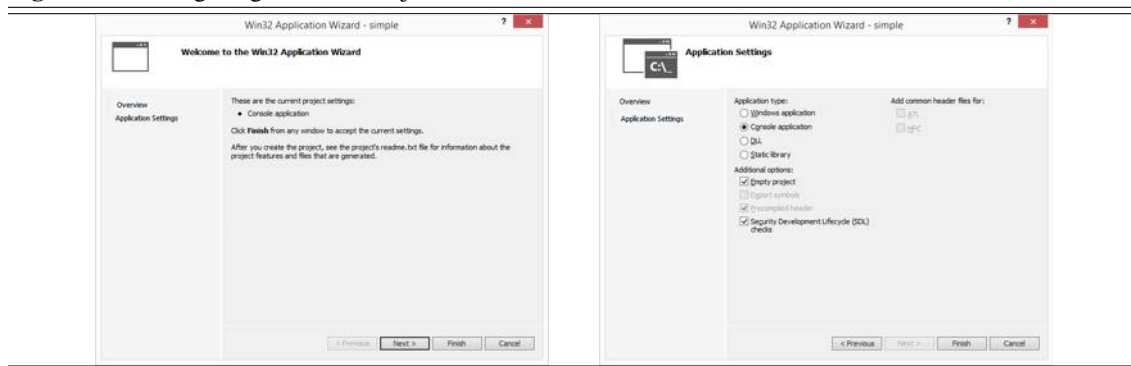 Win32 Application Wizard - simple
?
×
Welcome to the Win32 Application Wizard
Overview
Application Settings
These are the current project settings:
• Console application
Click Finish from any window to accept the current settings.
After you create the project, see the project's readme.txt file for information about the
project features and files that are generated.
< Previous
Next >
Finish
Cancel
Win32 Application Wizard - simple
?
×
C:\_
Application Settings
Overview
Application Settings
Application type:
Windows application
Console application
DLL
Static library
Additional options:
Empty project
Export symbols
Precompiled header
Security Development Lifecycle (SDL)
checks
Add common header files for:
ATL
MFC
< Previous
Next >
Finish
Cancel